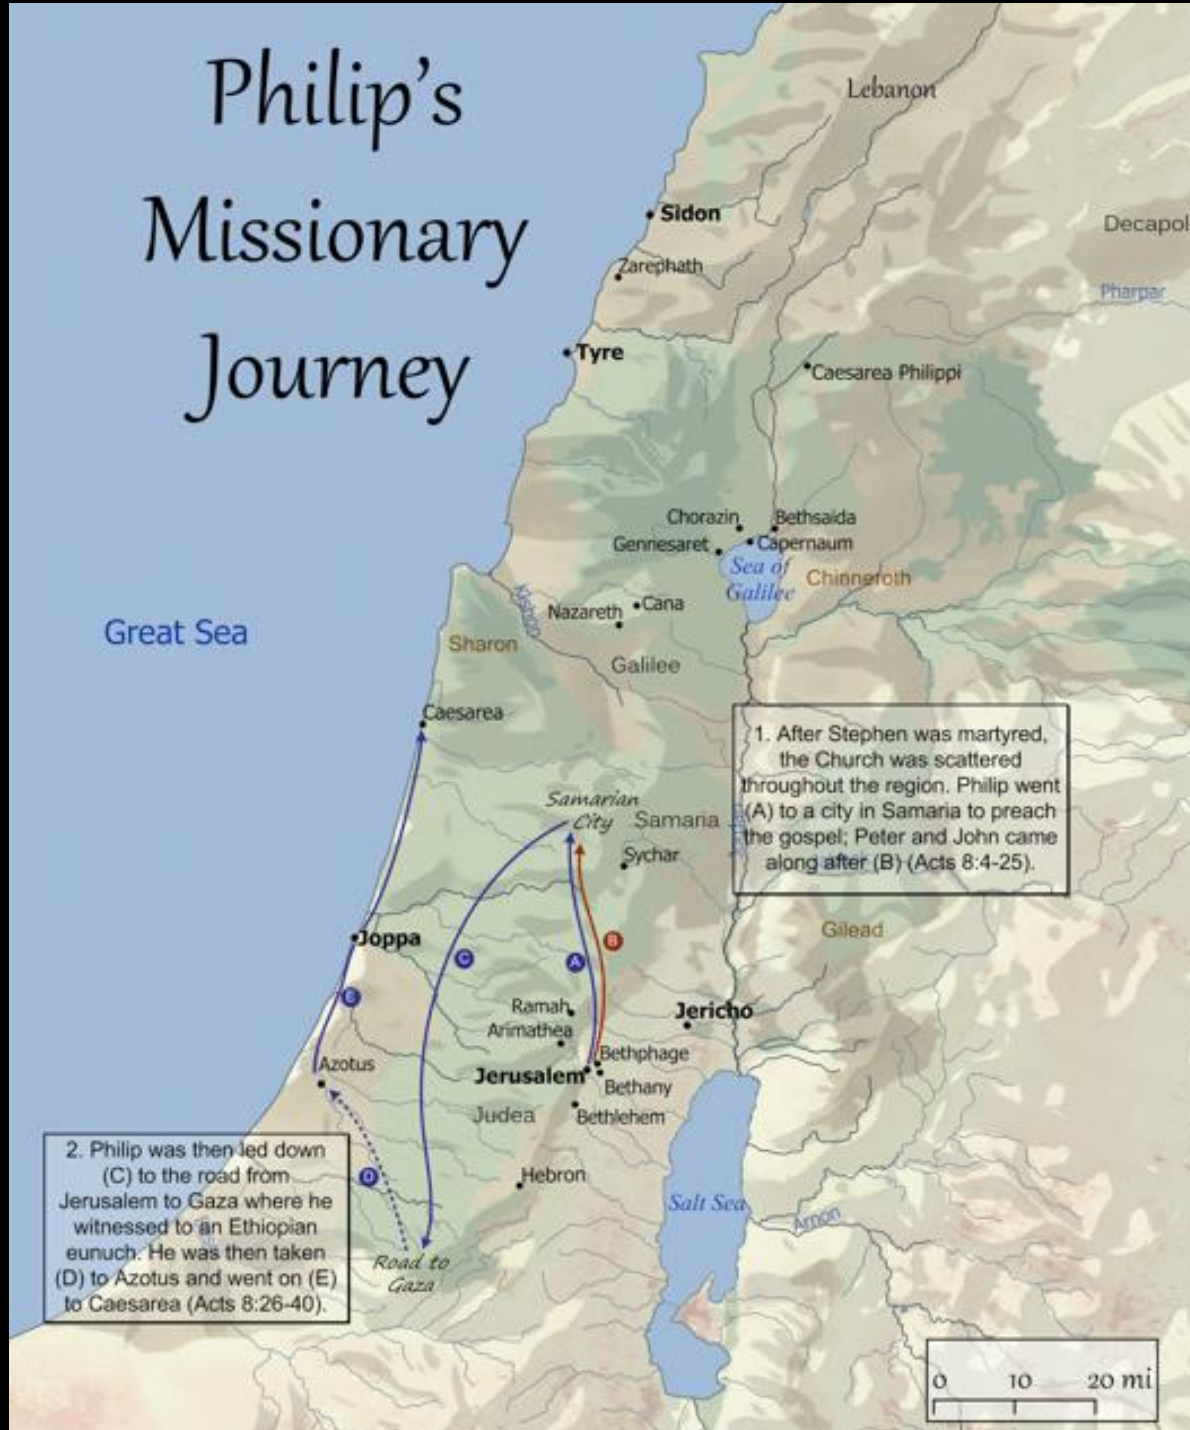 Philip's
Missionary
Journey
Lebanon
Sidon
Decapol
Zarephath
Pharpar
Tyre
Caesarea Philippi
Chorazin
Bethsaida
Gennesaret
Capernaum
Sea of
Galilee
Chinneroth
Kishon
Cana
Nazareth
Great Sea
Sharon
Galilee
Caesarea
1. After Stephen was martyred,
the Church was scattered
throughout the region. Philip went
(A) to a city in Samaria to preach
the gospel; Peter and John came
along after (B) (Acts 8:4-25).
Samarian
City
Samaria
Sychar
Gilead
Joppa
B
C
A
E
Ramah
Jericho
Arimathea
Bethphage
Azotus
Jerusalem
Bethany
Judea
Bethlehem
2. Philip was then led down
(C) to the road from
Jerusalem to Gaza where he
witnessed to an Ethiopian
eunuch. He was then taken
(D) to Azotus and went on (E)
to Caesarea (Acts 8:26-40).
D
Hebron
Salt Sea
Arnon
Road to
Gaza
0 10 20 mi